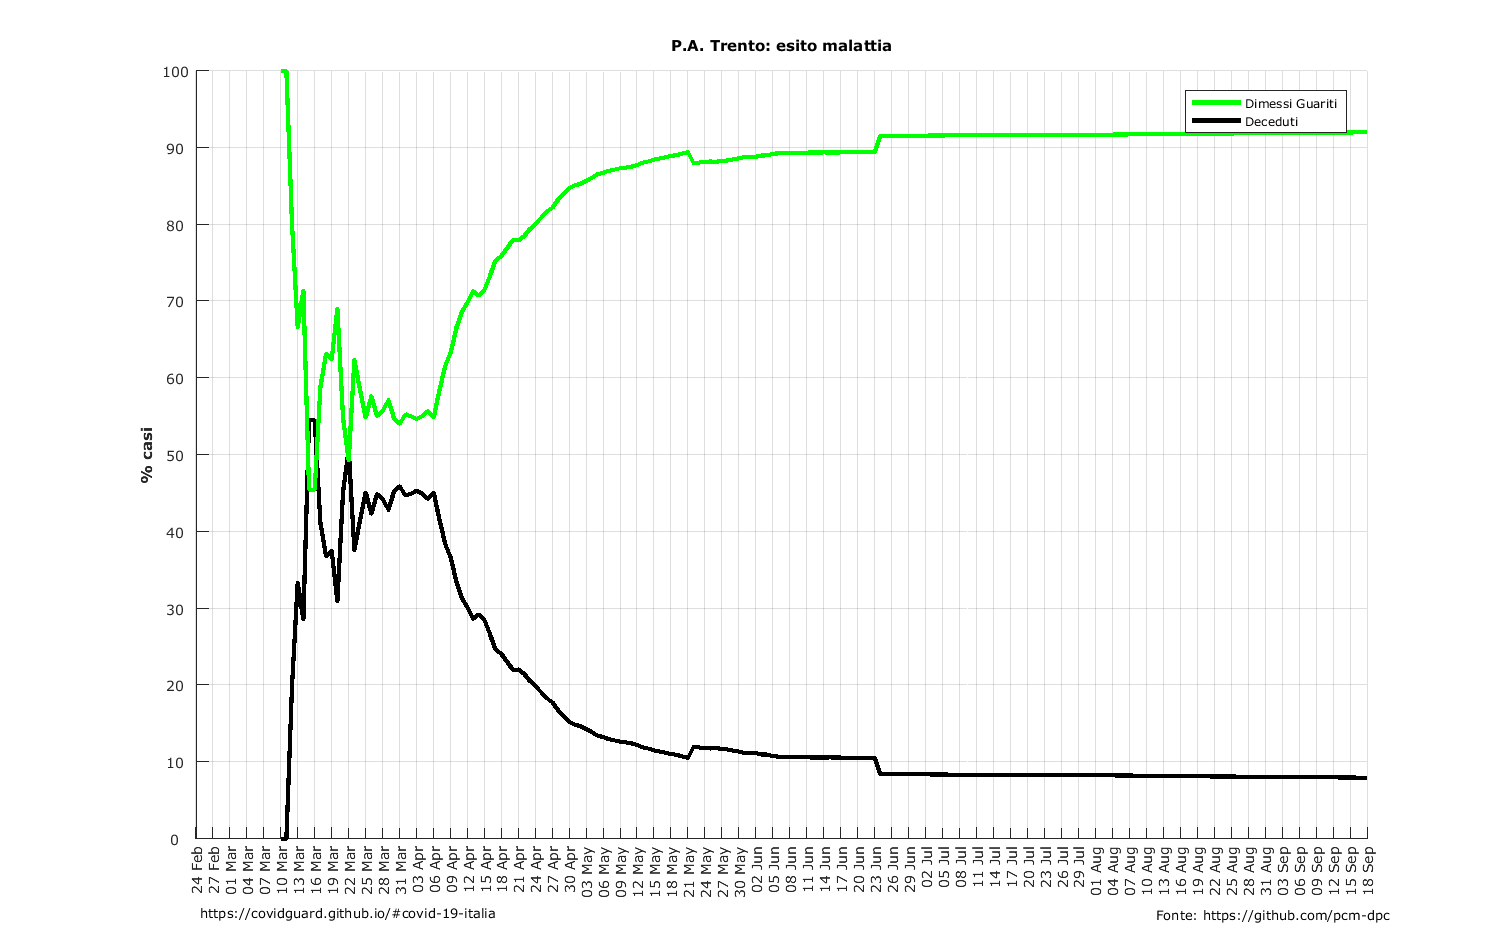 P.A. Trento: esito malattia
Dimessi Guariti
Deceduti
% casi
100
90
80
70
60
50
40
30
20
10
0
24 Feb
27 Feb
01 Mar
04 Mar
07 Mar
10 Mar
13 Mar
16 Mar
19 Mar
22 Mar
25 Mar
28 Mar
31 Mar
03 Apr
06 Apr
09 Apr
12 Apr
15 Apr
18 Apr
21 Apr
24 Apr
27 Apr
30 Apr
03 May
06 May
09 May
12 May
15 May
18 May
21 May
24 May
27 May
30 May
02 Jun
05 Jun
08 Jun
11 Jun
14 Jun
17 Jun
20 Jun
23 Jun
26 Jun
29 Jun
02 Jul
05 Jul
08 Jul
11 Jul
14 Jul
17 Jul
20 Jul
23 Jul
26 Jul
29 Jul
01 Aug
04 Aug
07 Aug
10 Aug
13 Aug
16 Aug
19 Aug
22 Aug
25 Aug
28 Aug
31 Aug
03 Sep
06 Sep
09 Sep
12 Sep
15 Sep
18 Sep
https://covidguard.github.io/#covid-19-italia
Fonte: https://github.com/pcm-dpc